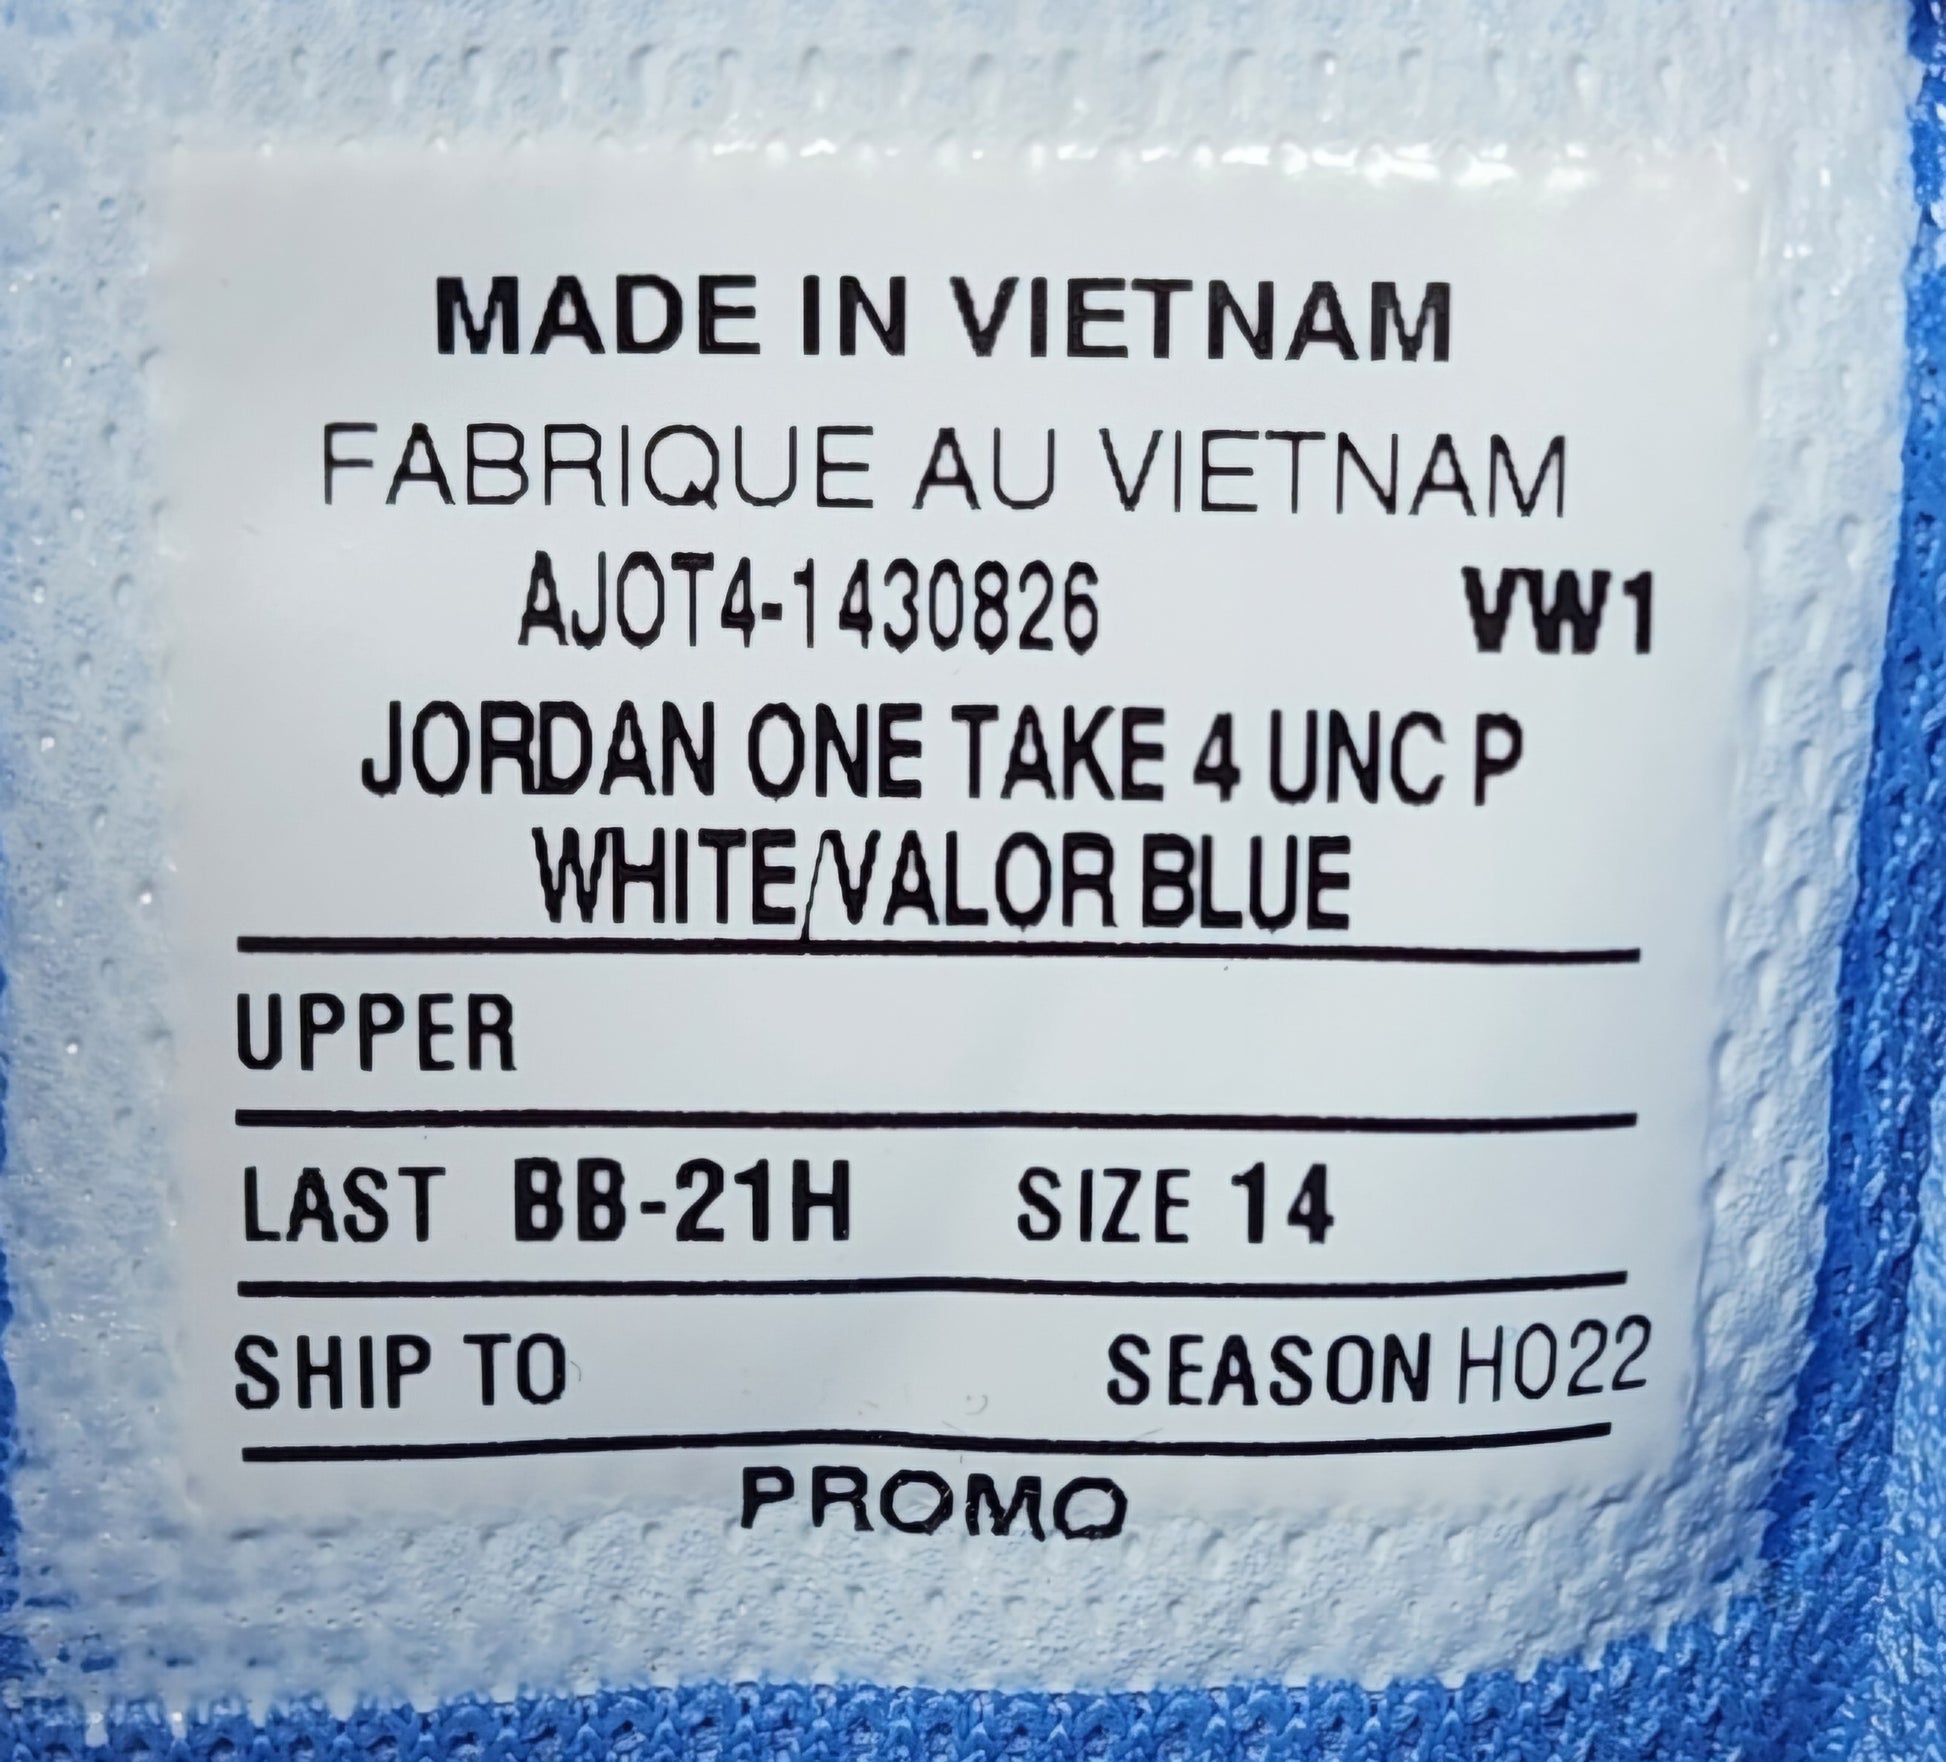 MADE IN VIETNAM
FABRIQUE AU VIETNAM
AJOT4-1430826 VW1
JORDAN ONE TAKE 4 UNC P
WHITE/VALOR BLUE
UPPER
LAST BB-21H SIZE 14
SHIP TO SEASON HO22
PROMO